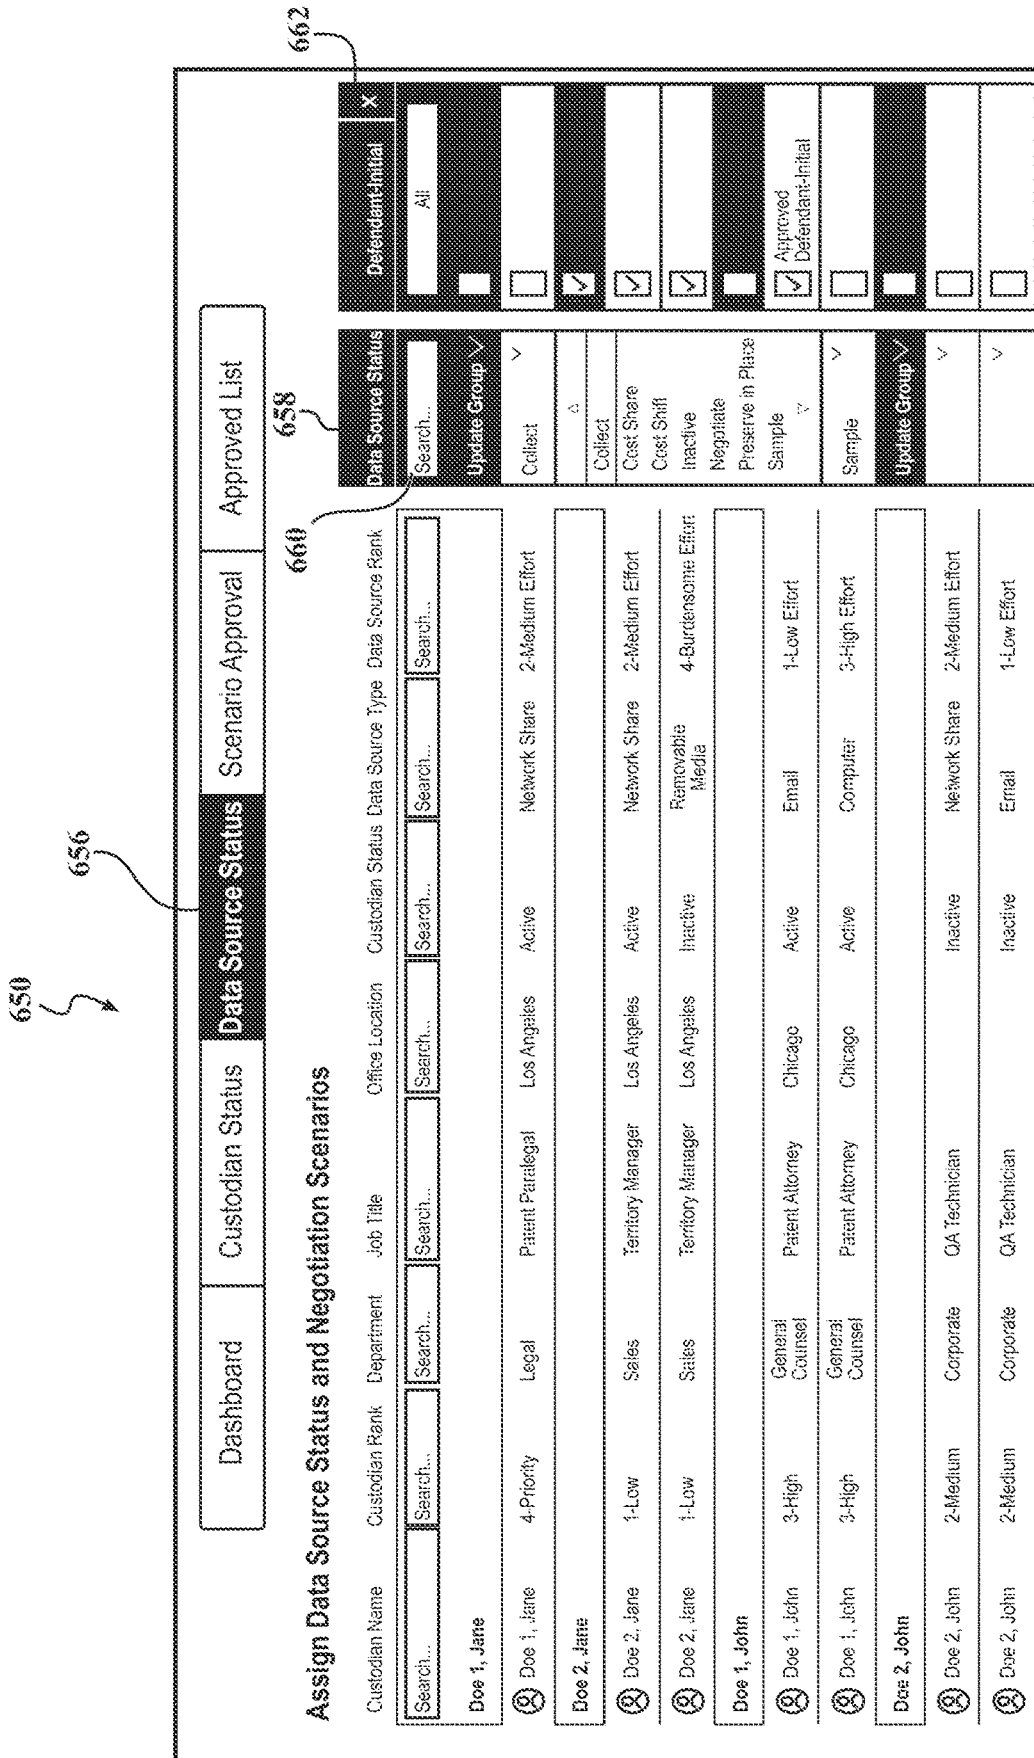 650
656
Dashboard Custodian Status Data Source Status Scenario Approval Approved List
Assign Data Source Status and Negotiation Scenarios
658
660
662
Custodian Name Custodian Rank Department Job Title Office Location Custodian Status Data Source Type Data Source Rank Data Source Status Defendant-Initial X
Search... Search... Search... Search... Search... Search... Search... Search... Search... All
Doe 1, Jane Update Group
Doe 1, Jane 4-Priority Legal Patent Paralegal Los Angeles Active Network Share 2-Medium Effort Collect
Doe 2, Jane
Collect
Doe 2, Jane 1-Low Sales Territory Manager Los Angeles Active Network Share 2-Medium Effort Cost Share
Cost Shift
Doe 2, Jane 1-Low Sales Territory Manager Los Angeles Inactive Removable Media 4-Burdensome Effort Inactive
Negotiate
Doe 1, John Preserve in Place
Doe 1, John 3-High General Counsel Patent Attorney Chicago Active Email 1-Low Effort Sample Approved Defendant-Initial
Doe 1, John 3-High General Counsel Patent Attorney Chicago Active Computer 3-High Effort Sample
Doe 2, John Update Group
Doe 2, John 2-Medium Corporate QA Technician Inactive Network Share 2-Medium Effort
Doe 2, John 2-Medium Corporate QA Technician Inactive Email 1-Low Effort